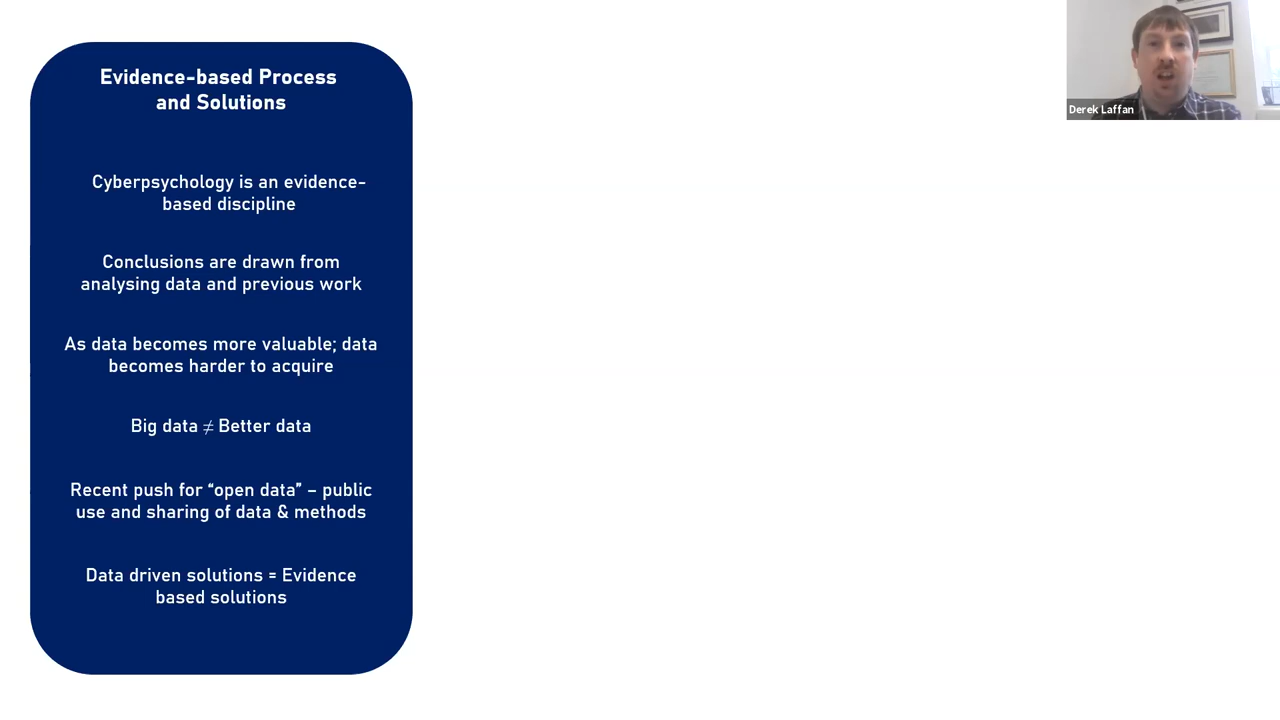 Evidence-based Process
and Solutions
Cyberpsychology is an evidence-
based discipline
Conclusions are drawn from
analysing data and previous work
As data becomes more valuable; data
becomes harder to acquire
Big data ≠ Better data
Recent push for “open data” – public
use and sharing of data & methods
Data driven solutions = Evidence
based solutions
Derek Laffan